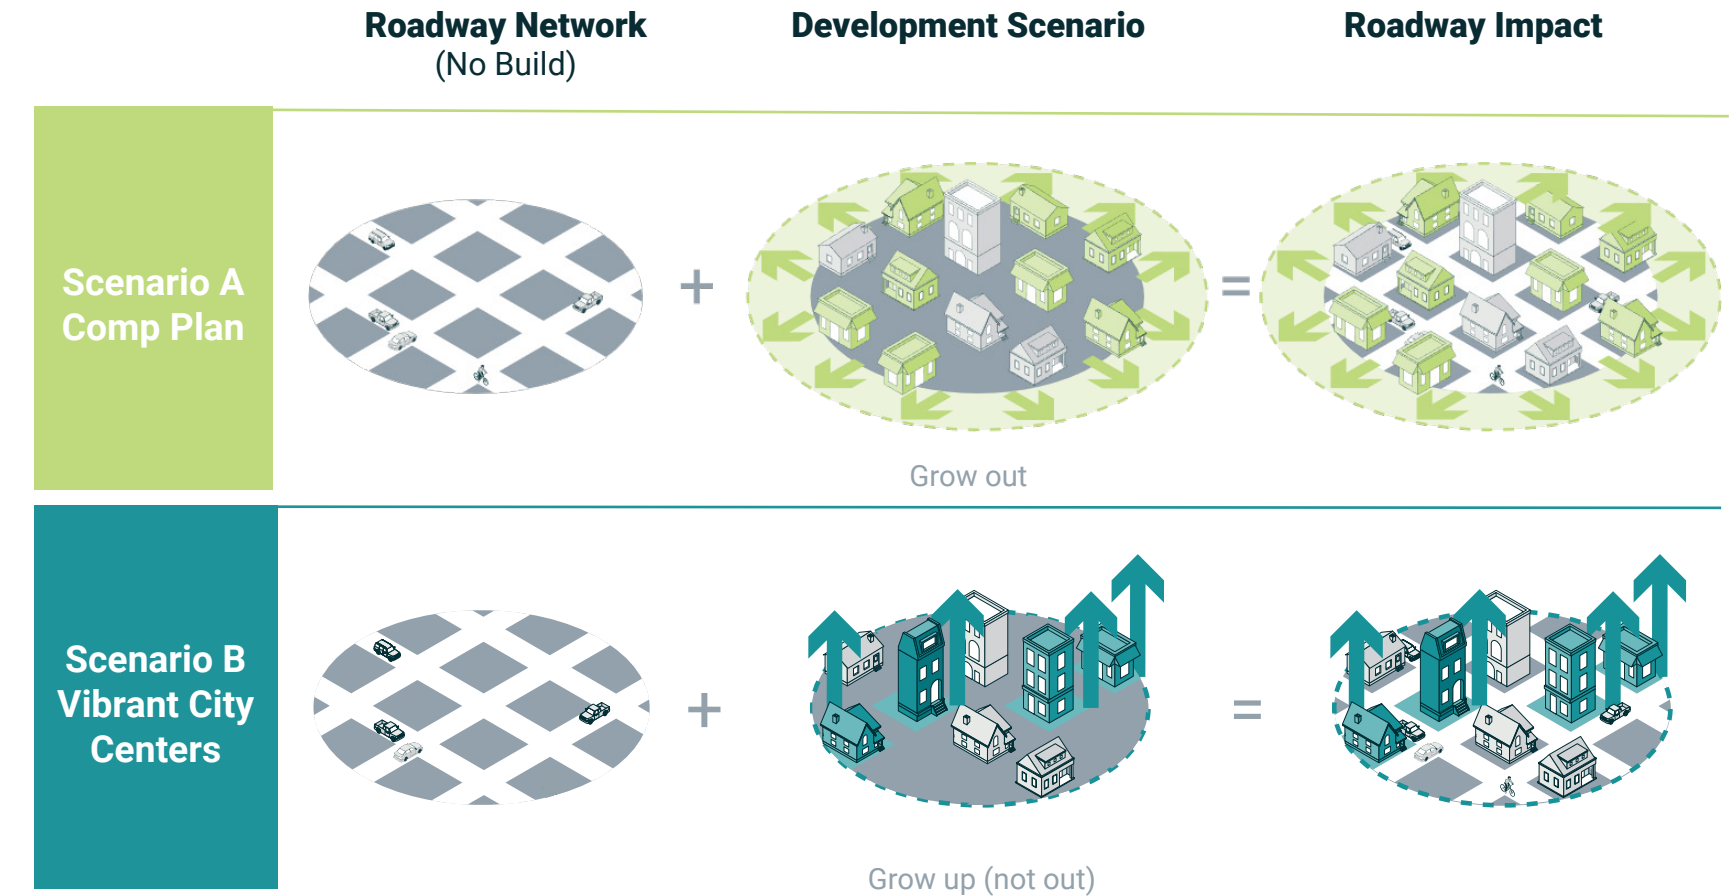 Roadway Network
(No Build)
Development Scenario
Roadway Impact
Scenario A
Comp Plan
+
=
Grow out
Scenario B
Vibrant City
Centers
+
=
Grow up (not out)